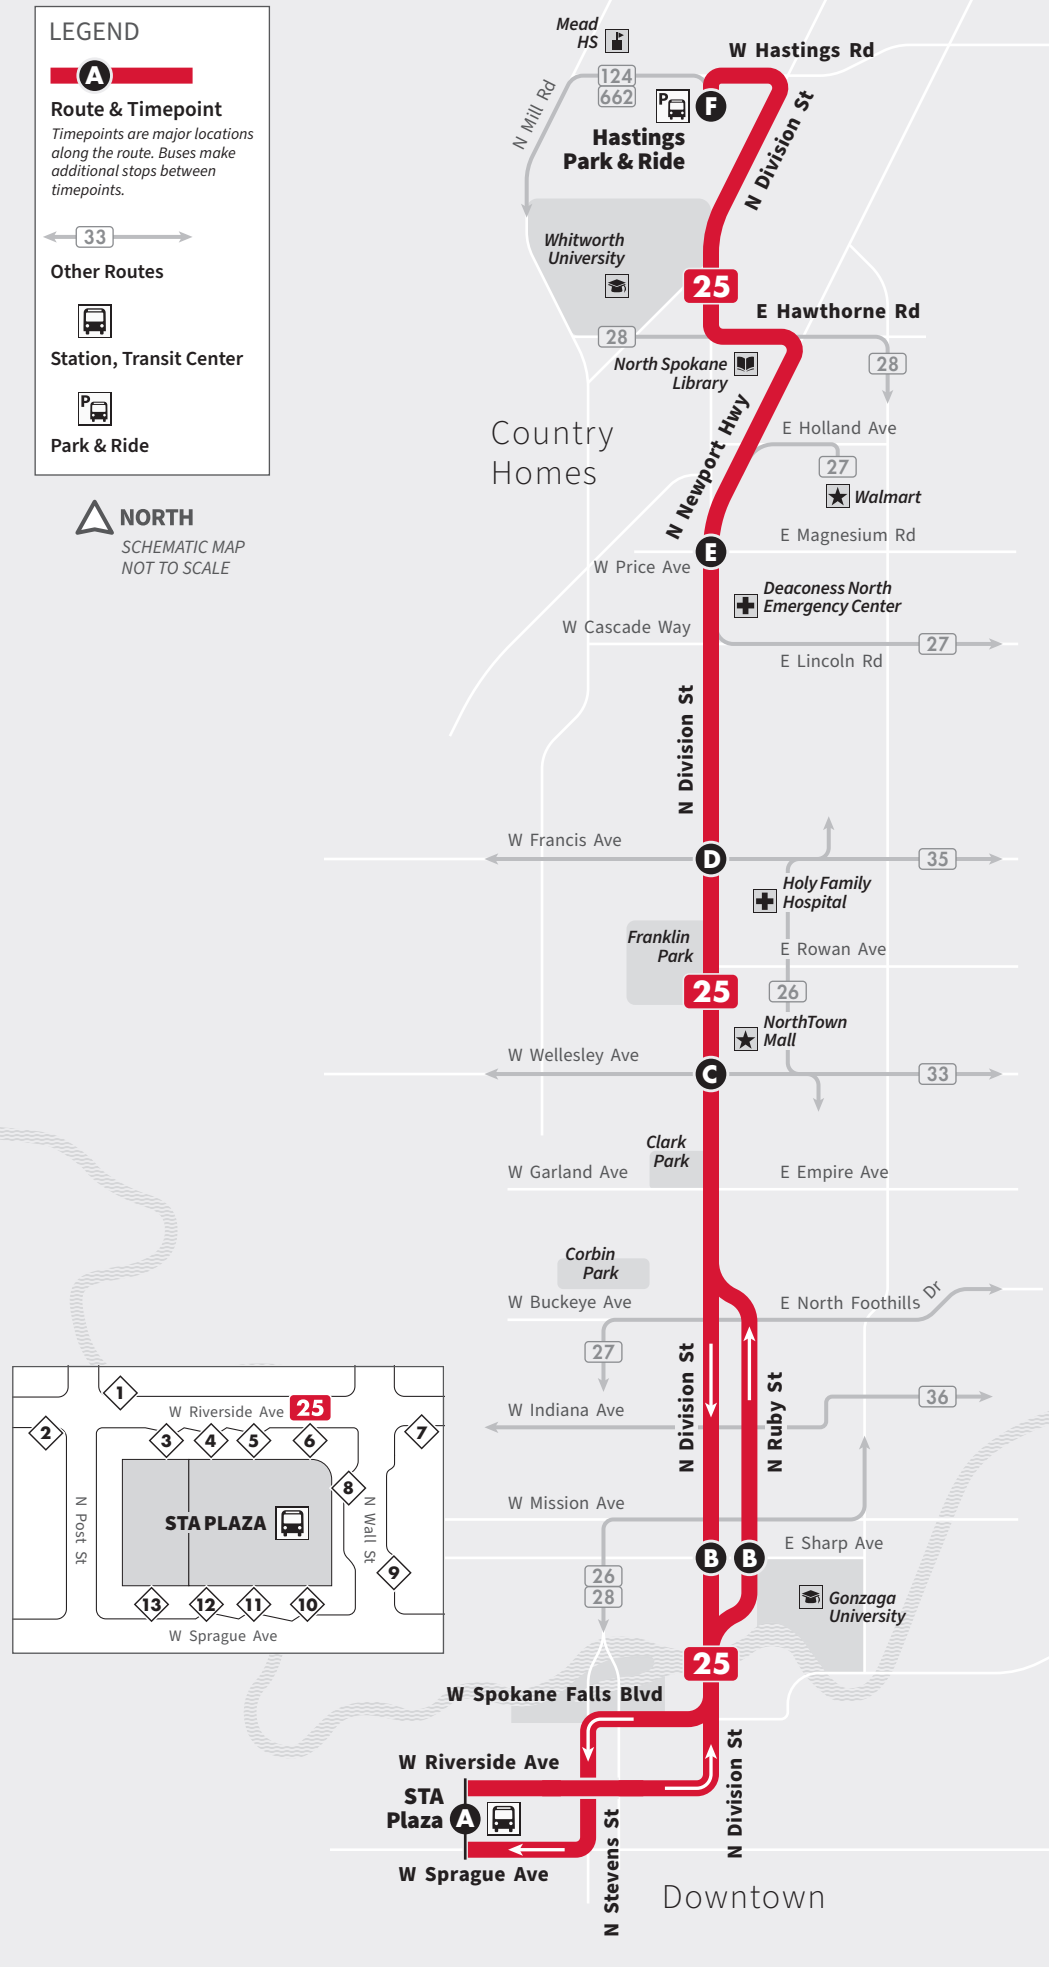 LEGEND
A
Route & Timepoint
Timepoints are major locations
along the route. Buses make
additional stops between
timepoints.
33
Other Routes
Station, Transit Center
P
Park & Ride
NORTH
SCHEMATIC MAP
NOT TO SCALE
Mead
HS
W Hastings Rd
124
662
N Mill Rd
P
F
Hastings
Park & Ride
N Division St
Whitworth
University
25
E Hawthorne Rd
28
North Spokane
Library
28
Country
Homes
N Newport Hwy
E Holland Ave
27
Walmart
E Magnesium Rd
E
W Price Ave
Deaconess North
Emergency Center
W Cascade Way
27
E Lincoln Rd
N Division St
W Francis Ave
D
35
Holy Family
Hospital
Franklin
Park
E Rowan Ave
25
26
NorthTown
Mall
W Wellesley Ave
C
33
Clark
Park
W Garland Ave
E Empire Ave
Corbin
Park
W Buckeye Ave
E North Foothills Dr
27
N Division St
N Ruby St
36
W Indiana Ave
W Mission Ave
B
B
E Sharp Ave
26
28
Gonzaga
University
25
W Spokane Falls Blvd
W Riverside Ave
STA
Plaza
A
W Sprague Ave
N Stevens St
N Division St
Downtown
1
W Riverside Ave
25
2
3
4
5
6
7
8
STA PLAZA
N Post St
N Wall St
9
13
12
11
10
W Sprague Ave